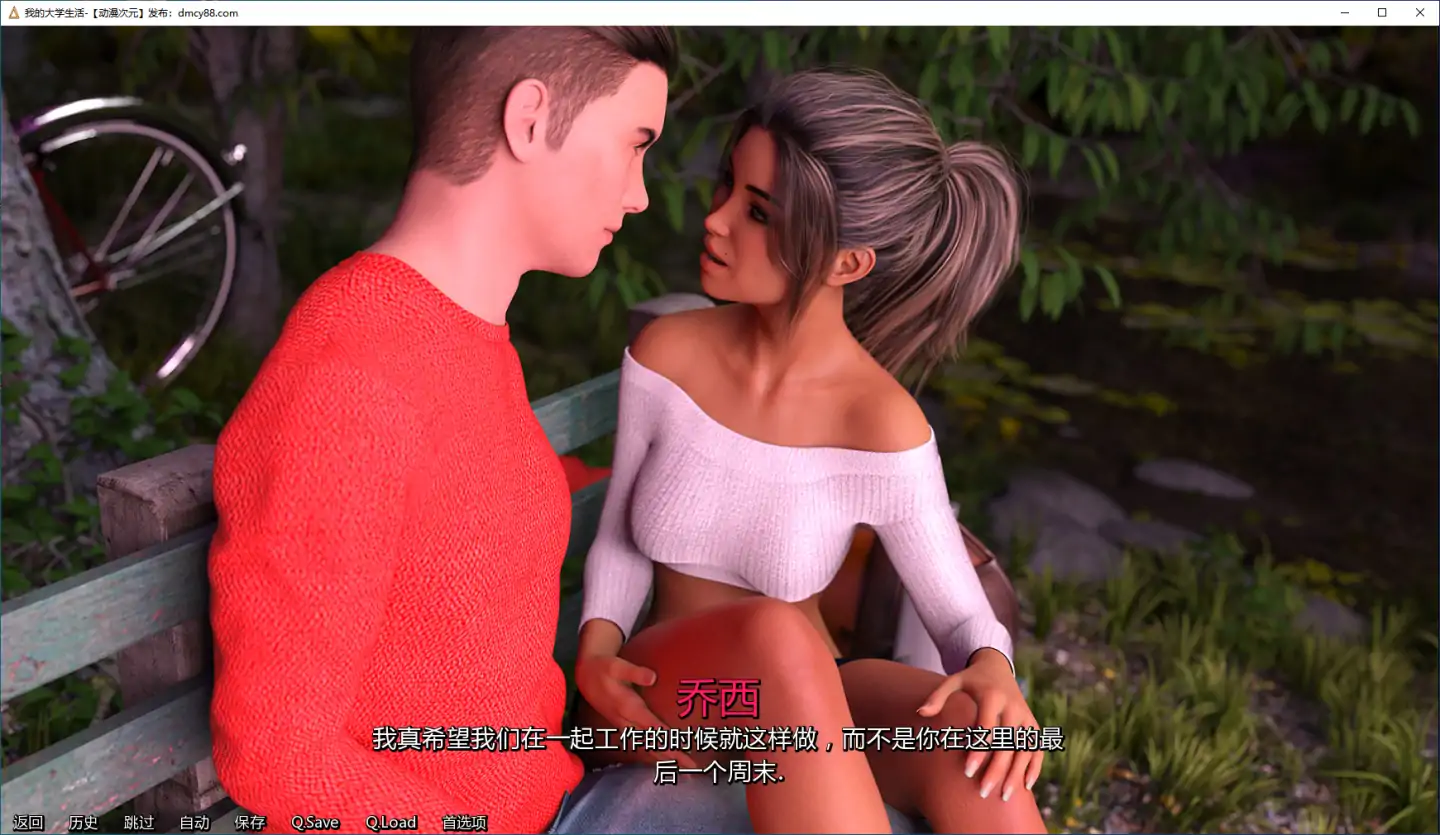 我的大学生活-【动漫次元】发布：dmcy88.com
乔西
我真希望我们在一起工作的时候就这样做，而不是你在这里的最
后一个周末.
返回 历史 跳过 自动 保存 Q.Save Q.Load 首选项